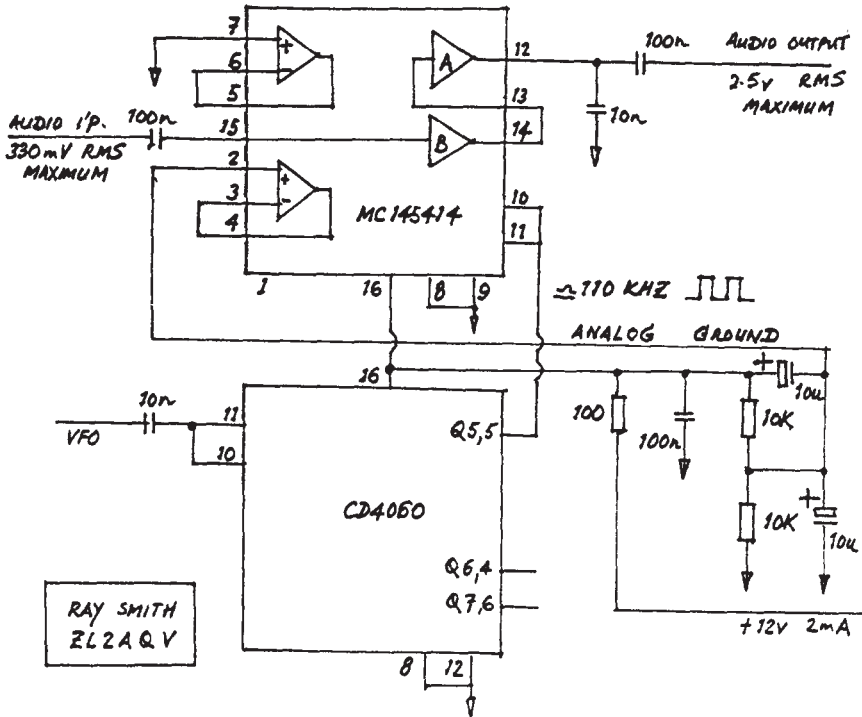 7
6
5
15
2
3
4
+
-
+
-
A
B
12
13
14
10
11
MC145414
1
16
8
9
AUDIO I'P.
330mV RMS
MAXIMUM
100n
100n
10n
AUDIO OUTPUT
2.5v RMS
MAXIMUM
≃110 KHZ
ANALOG GROUND
VFO
10n
11
10
16
Q5,5
CD4060
Q6,4
Q7,6
8
12
100
100n
10K
+
10u
10K
+
10u
+12v 2mA
RAY SMITH
ZL2AQV